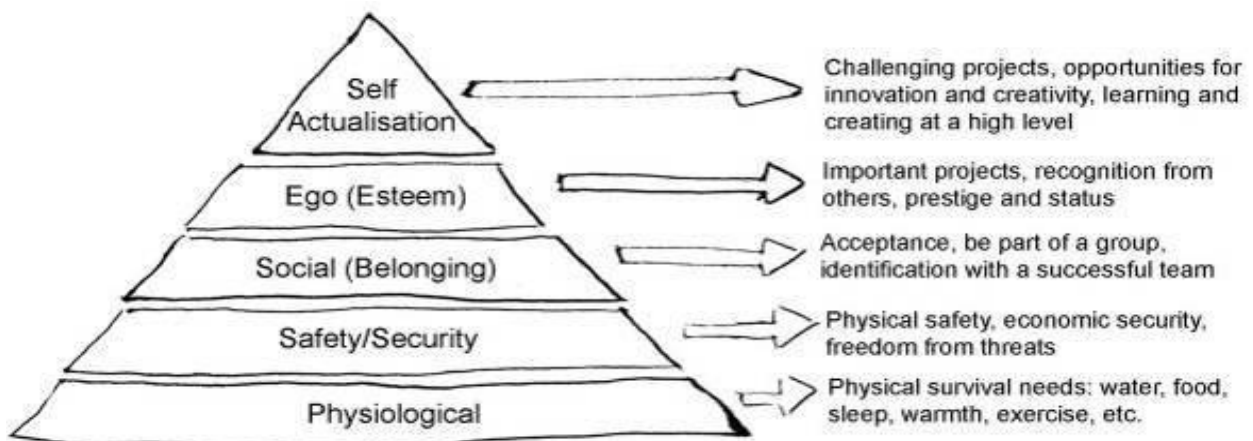 Self
Actualisation
Challenging projects, opportunities for
innovation and creativity, learning and
creating at a high level
Ego (Esteem)
Important projects, recognition from
others, prestige and status
Social (Belonging)
Acceptance, be part of a group,
identification with a successful team
Safety/Security
Physical safety, economic security,
freedom from threats
Physiological
Physical survival needs: water, food,
sleep, warmth, exercise, etc.